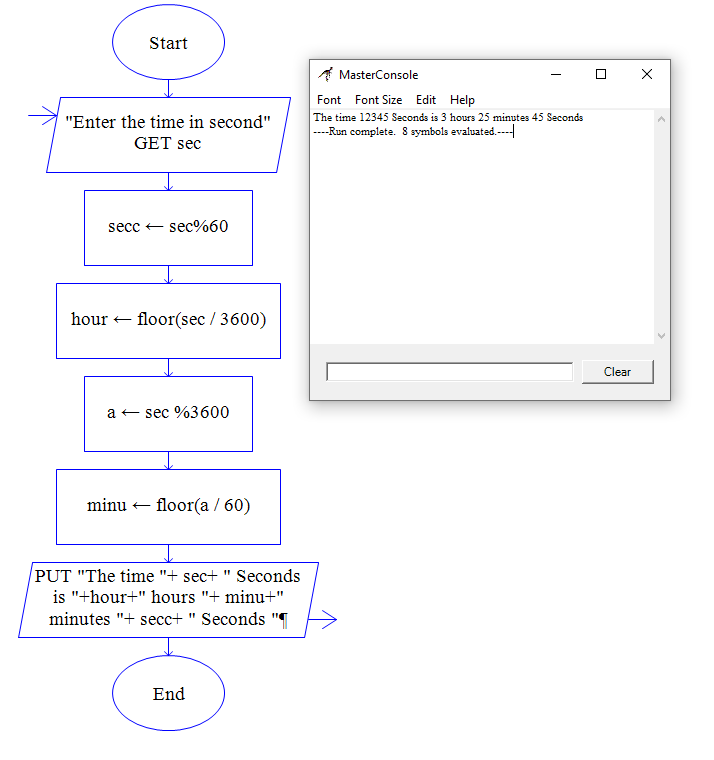 Start
"Enter the time in second"
GET sec
secc ← sec%60
hour ← floor(sec / 3600)
a ← sec %3600
minu ← floor(a / 60)
PUT "The time "+ sec+ " Seconds
is "+hour+" hours "+ minu+"
minutes "+ secc+ " Seconds "¶
End
MasterConsole
Font Font Size Edit Help
The time 12345 Seconds is 3 hours 25 minutes 45 Seconds
----Run complete.  8 symbols evaluated.----
Clear